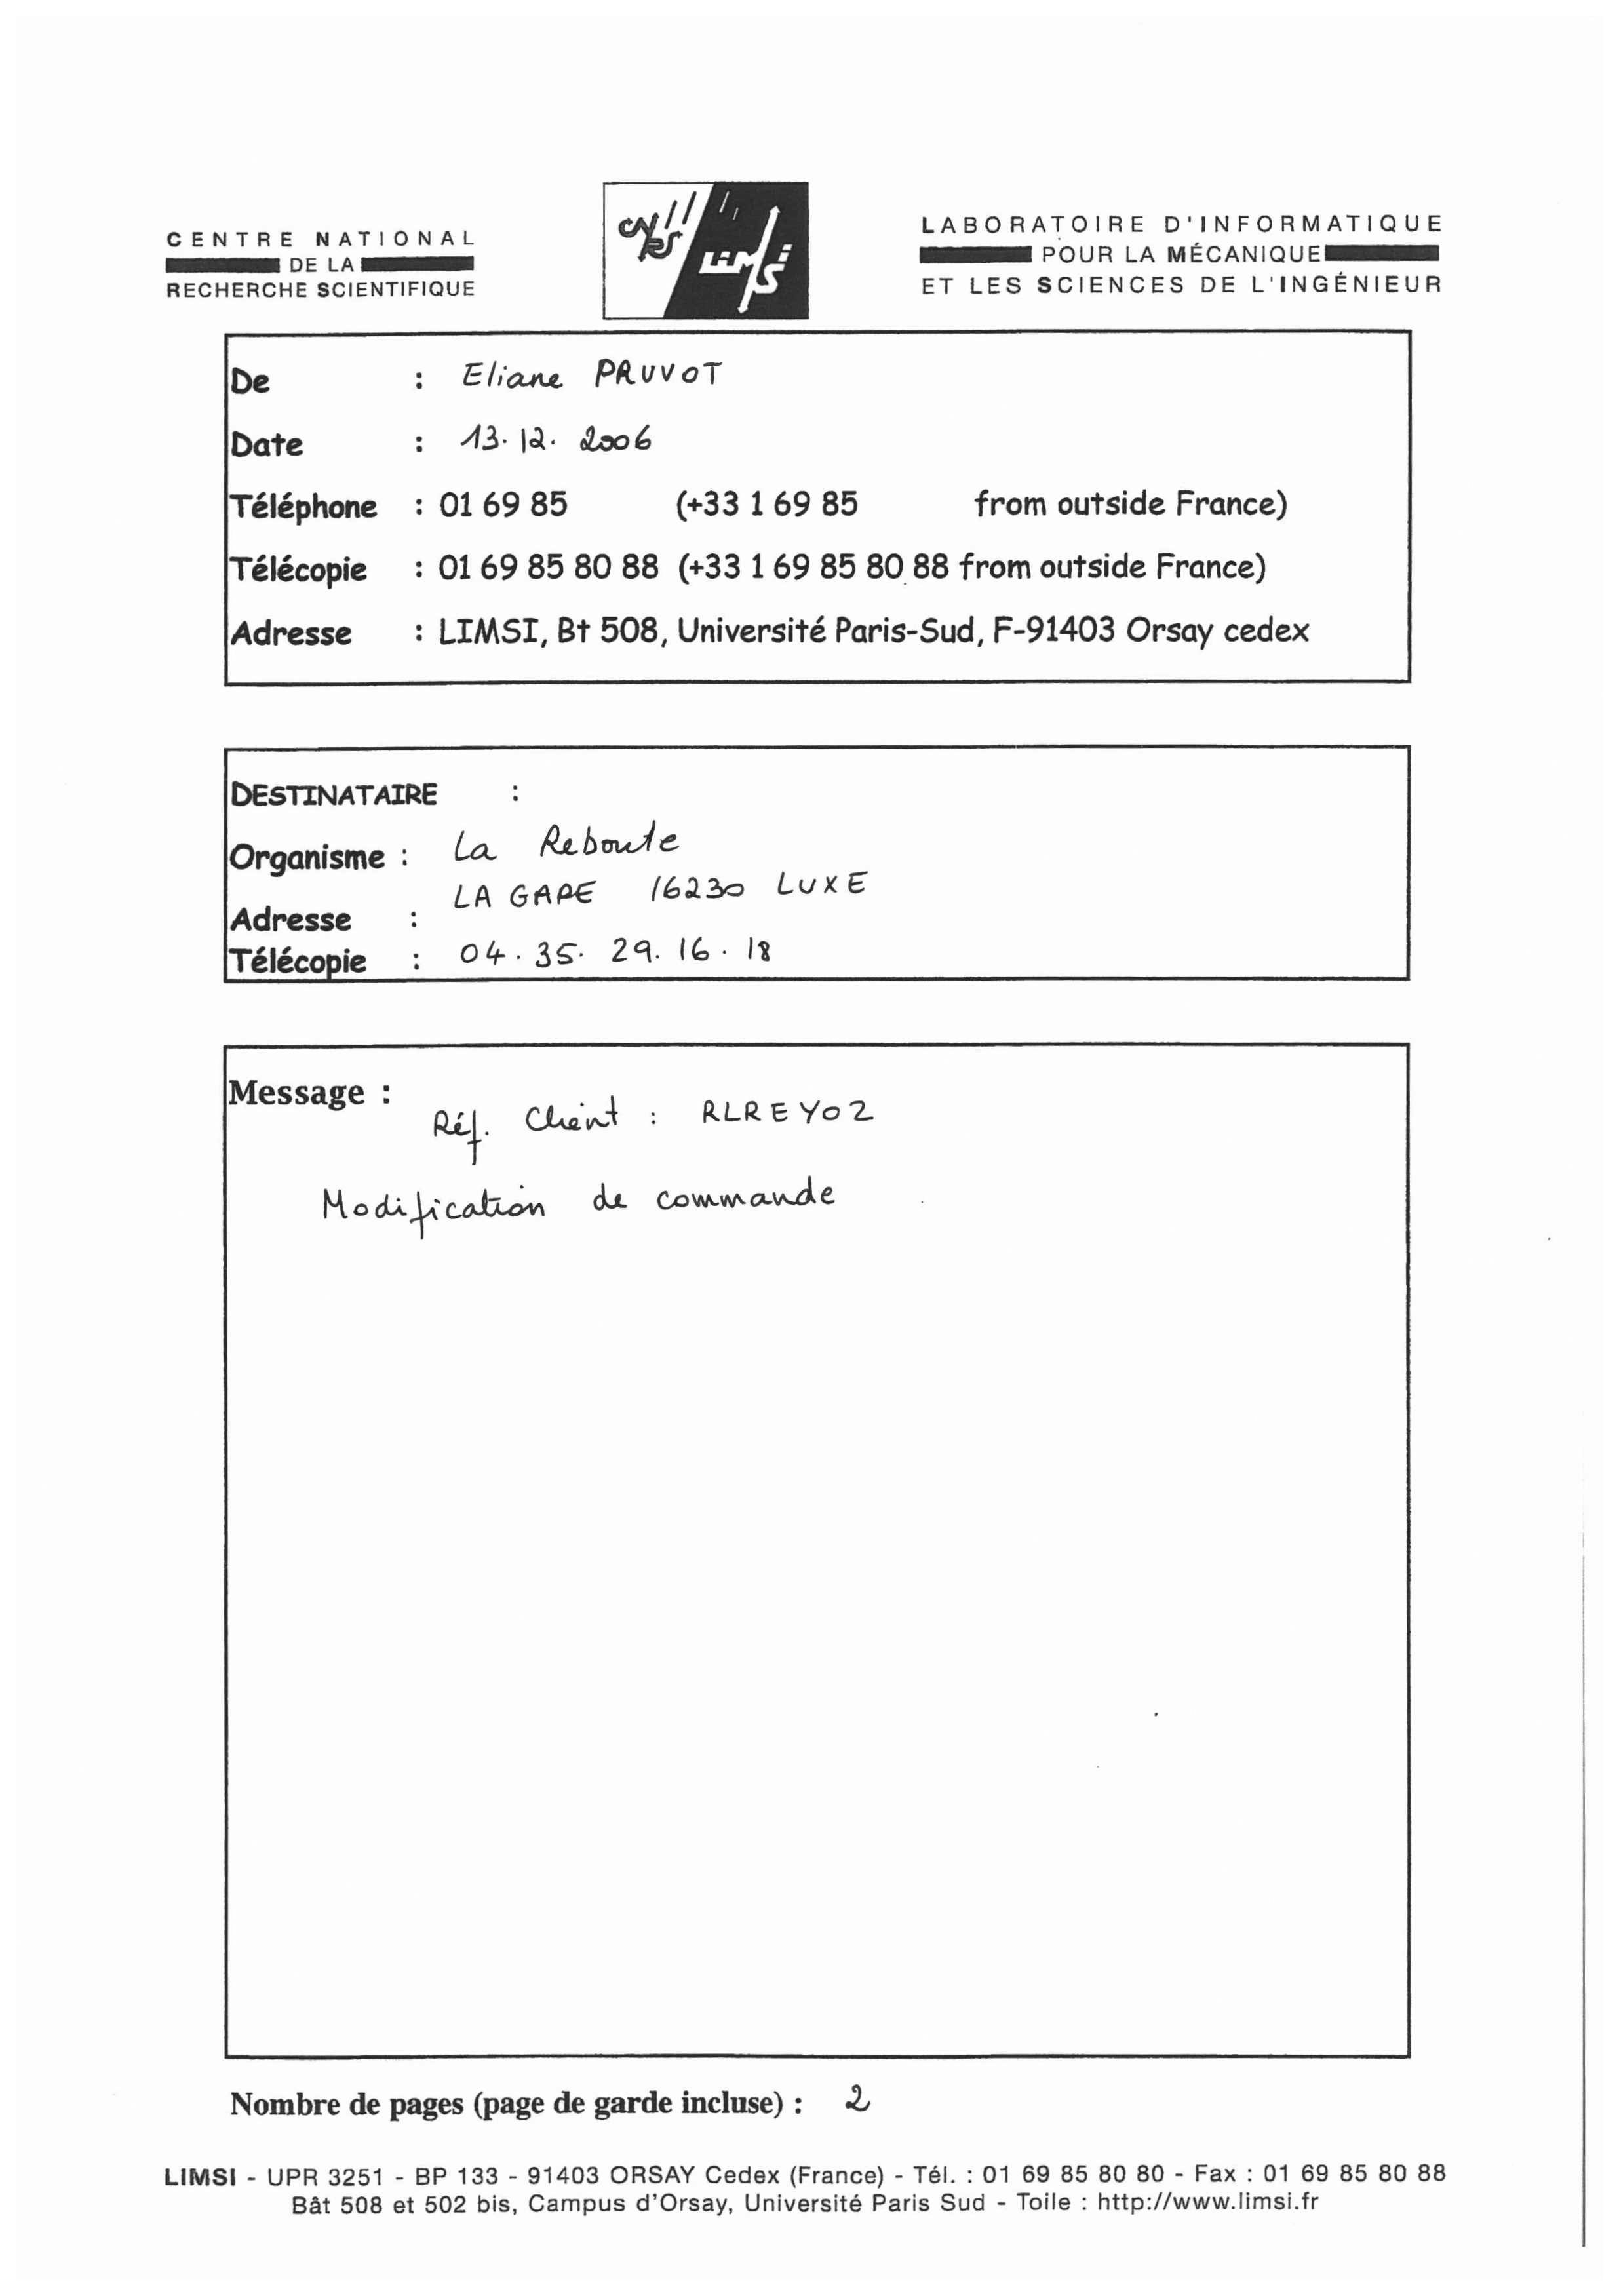 CENTRE NATIONAL
DE LA
RECHERCHE SCIENTIFIQUE
CNRS
LIMSI
LABORATOIRE D'INFORMATIQUE
POUR LA MÉCANIQUE
ET LES SCIENCES DE L'INGÉNIEUR
De : Eliane PRUVOT
Date : 13.12.2006
Téléphone : 01 69 85 (+33 1 69 85 from outside France)
Télécopie : 01 69 85 80 88 (+33 1 69 85 80 88 from outside France)
Adresse : LIMSI, Bt 508, Université Paris-Sud, F-91403 Orsay cedex
DESTINATAIRE :
Organisme : La Reboute
Adresse : LA GARE 16230 LUXE
Télécopie : 04.35.29.16.18
Message :
Réf. Client : RLREY02
Modification de commande
Nombre de pages (page de garde incluse) : 2
LIMSI - UPR 3251 - BP 133 - 91403 ORSAY Cedex (France) - Tél. : 01 69 85 80 80 - Fax : 01 69 85 80 88
Bât 508 et 502 bis, Campus d'Orsay, Université Paris Sud - Toile : http://www.limsi.fr